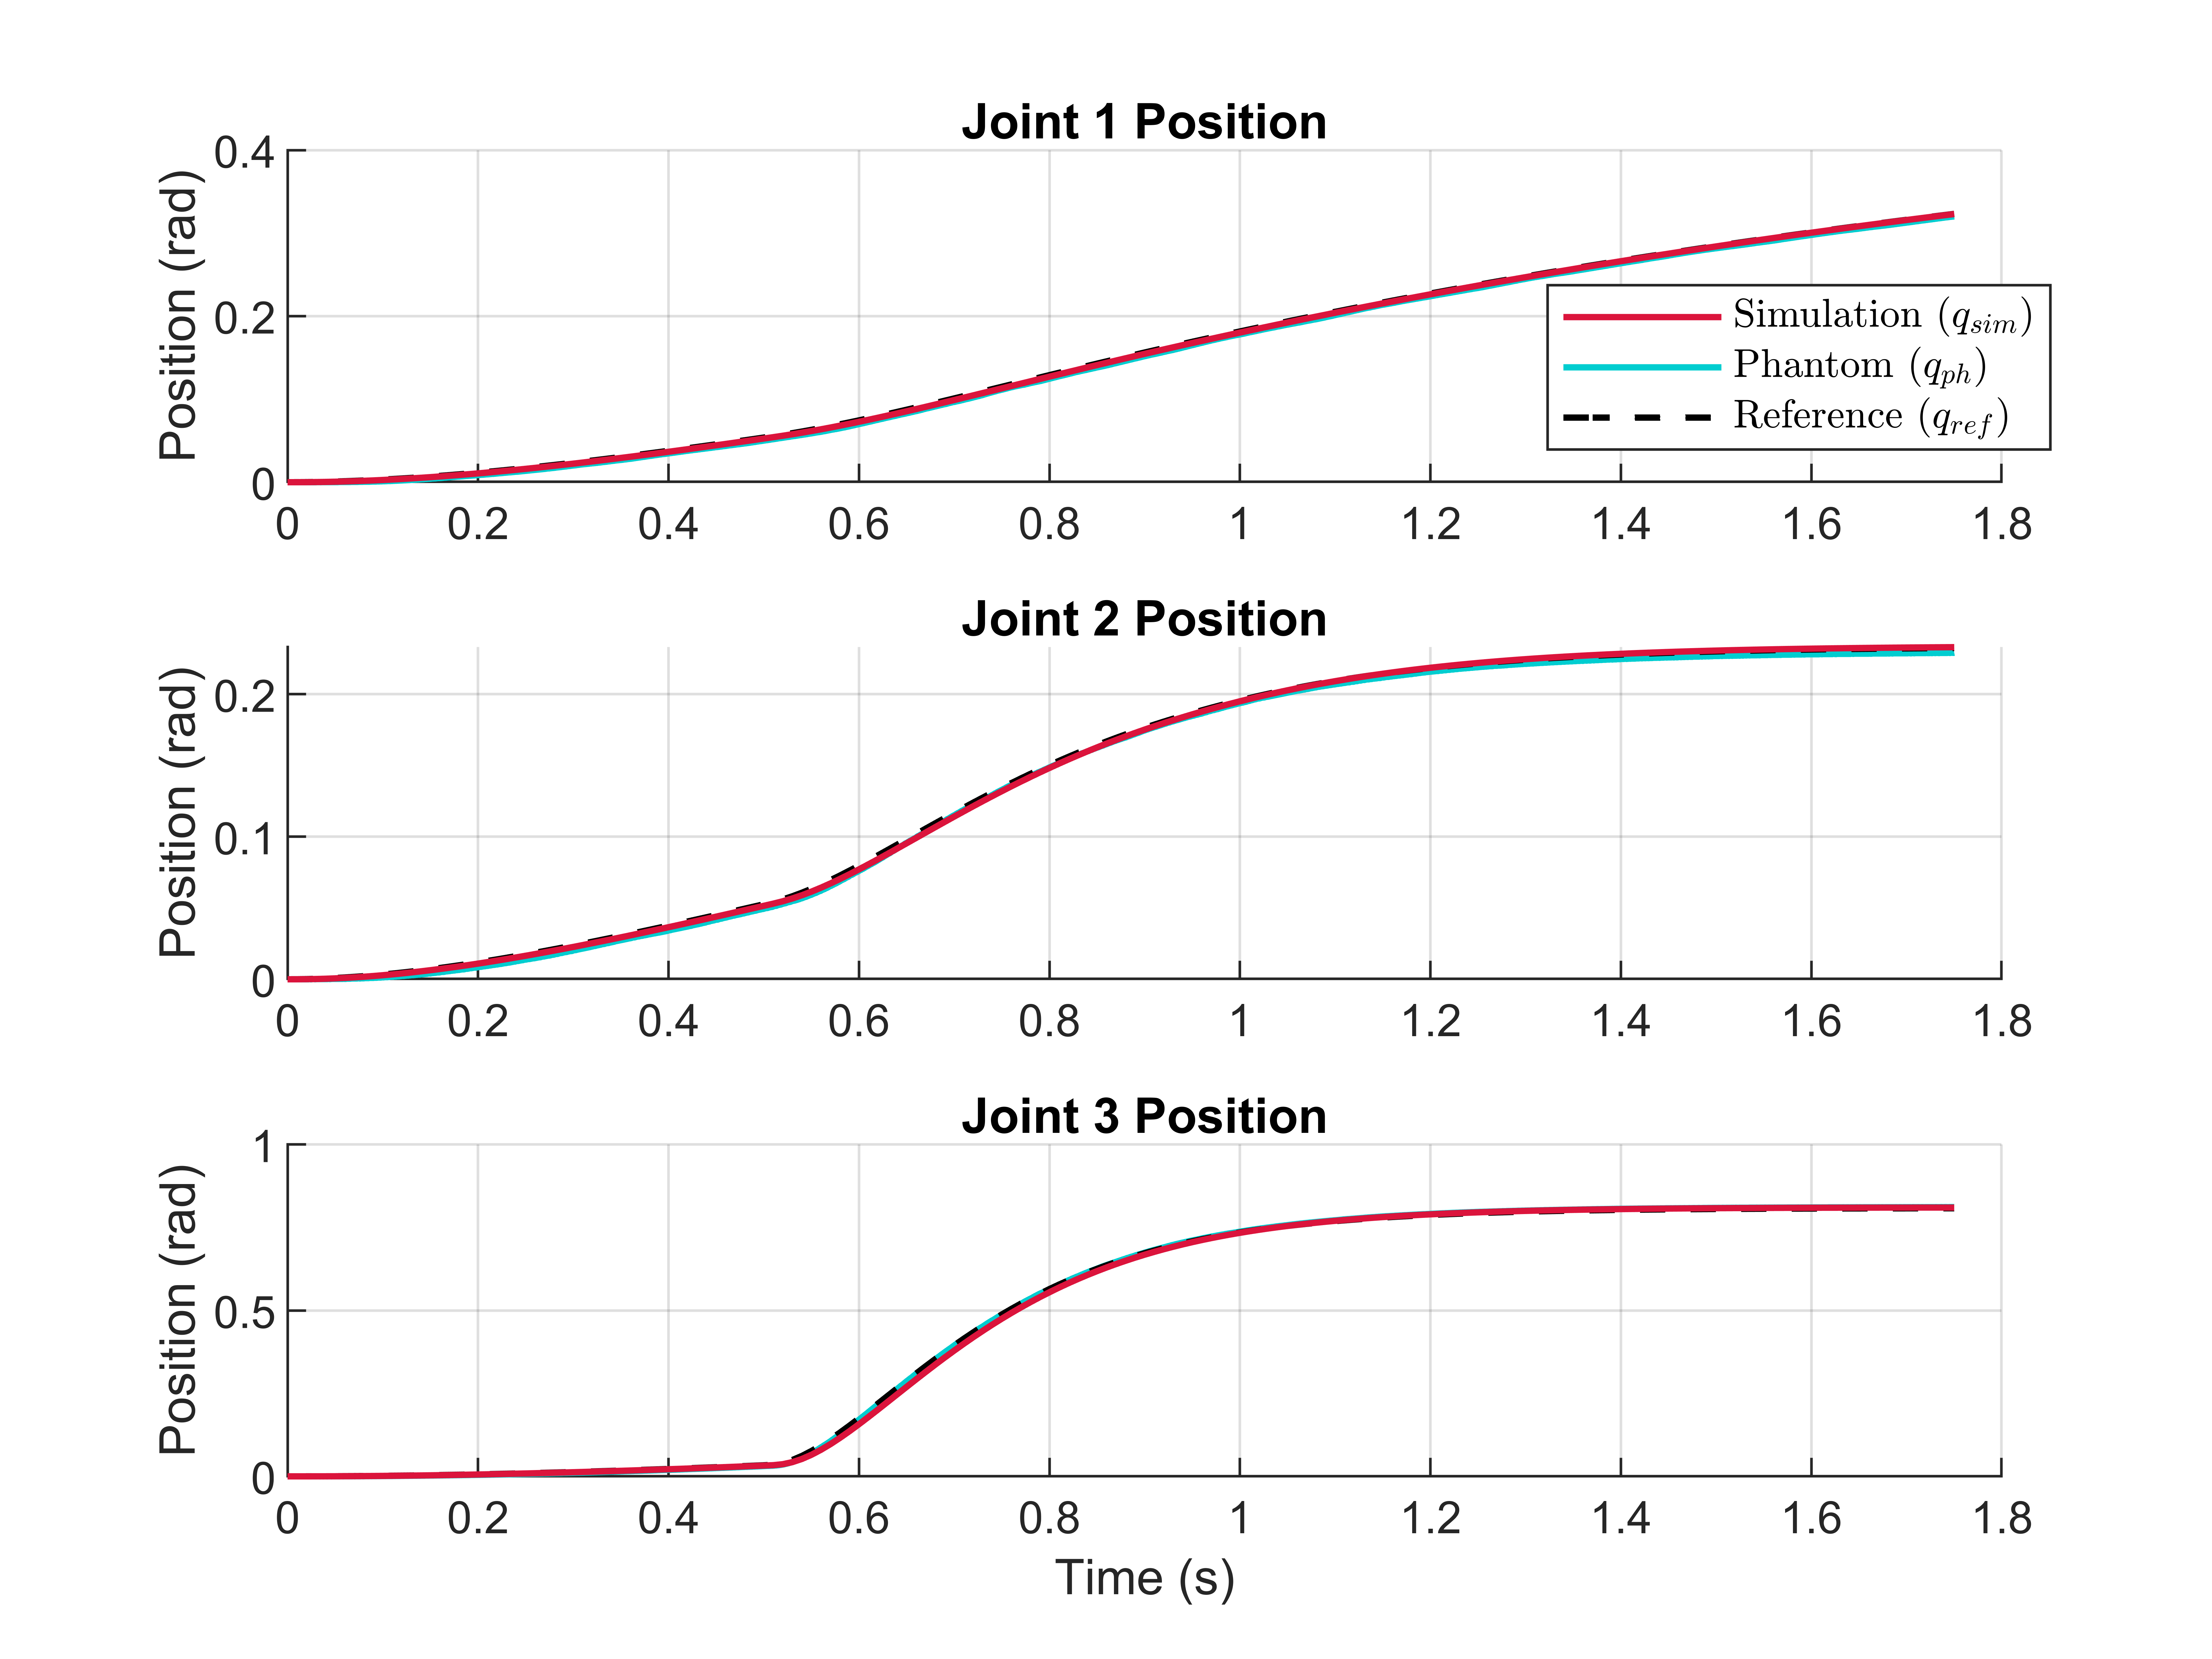 Joint 1 Position
Position (rad)
0.4
0.2
0
0 0.2 0.4 0.6 0.8 1 1.2 1.4 1.6 1.8
Simulation (q_sim)
Phantom (q_ph)
Reference (q_ref)
Joint 2 Position
Position (rad)
0.2
0.1
0
0 0.2 0.4 0.6 0.8 1 1.2 1.4 1.6 1.8
Joint 3 Position
Position (rad)
1
0.5
0
0 0.2 0.4 0.6 0.8 1 1.2 1.4 1.6 1.8
Time (s)